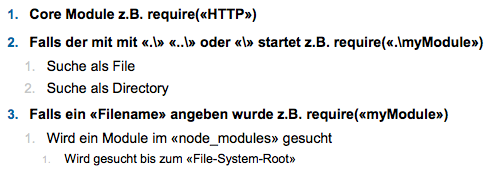 1. Core Module z.B. require(«HTTP»)
2. Falls der mit mit «.\» «..\» oder «\» startet z.B. require(«.\myModule»)
1. Suche als File
2. Suche als Directory
3. Falls ein «Filename» angeben wurde z.B. require(«myModule»)
1. Wird ein Module im «node_modules» gesucht
1. Wird gesucht bis zum «File-System-Root»